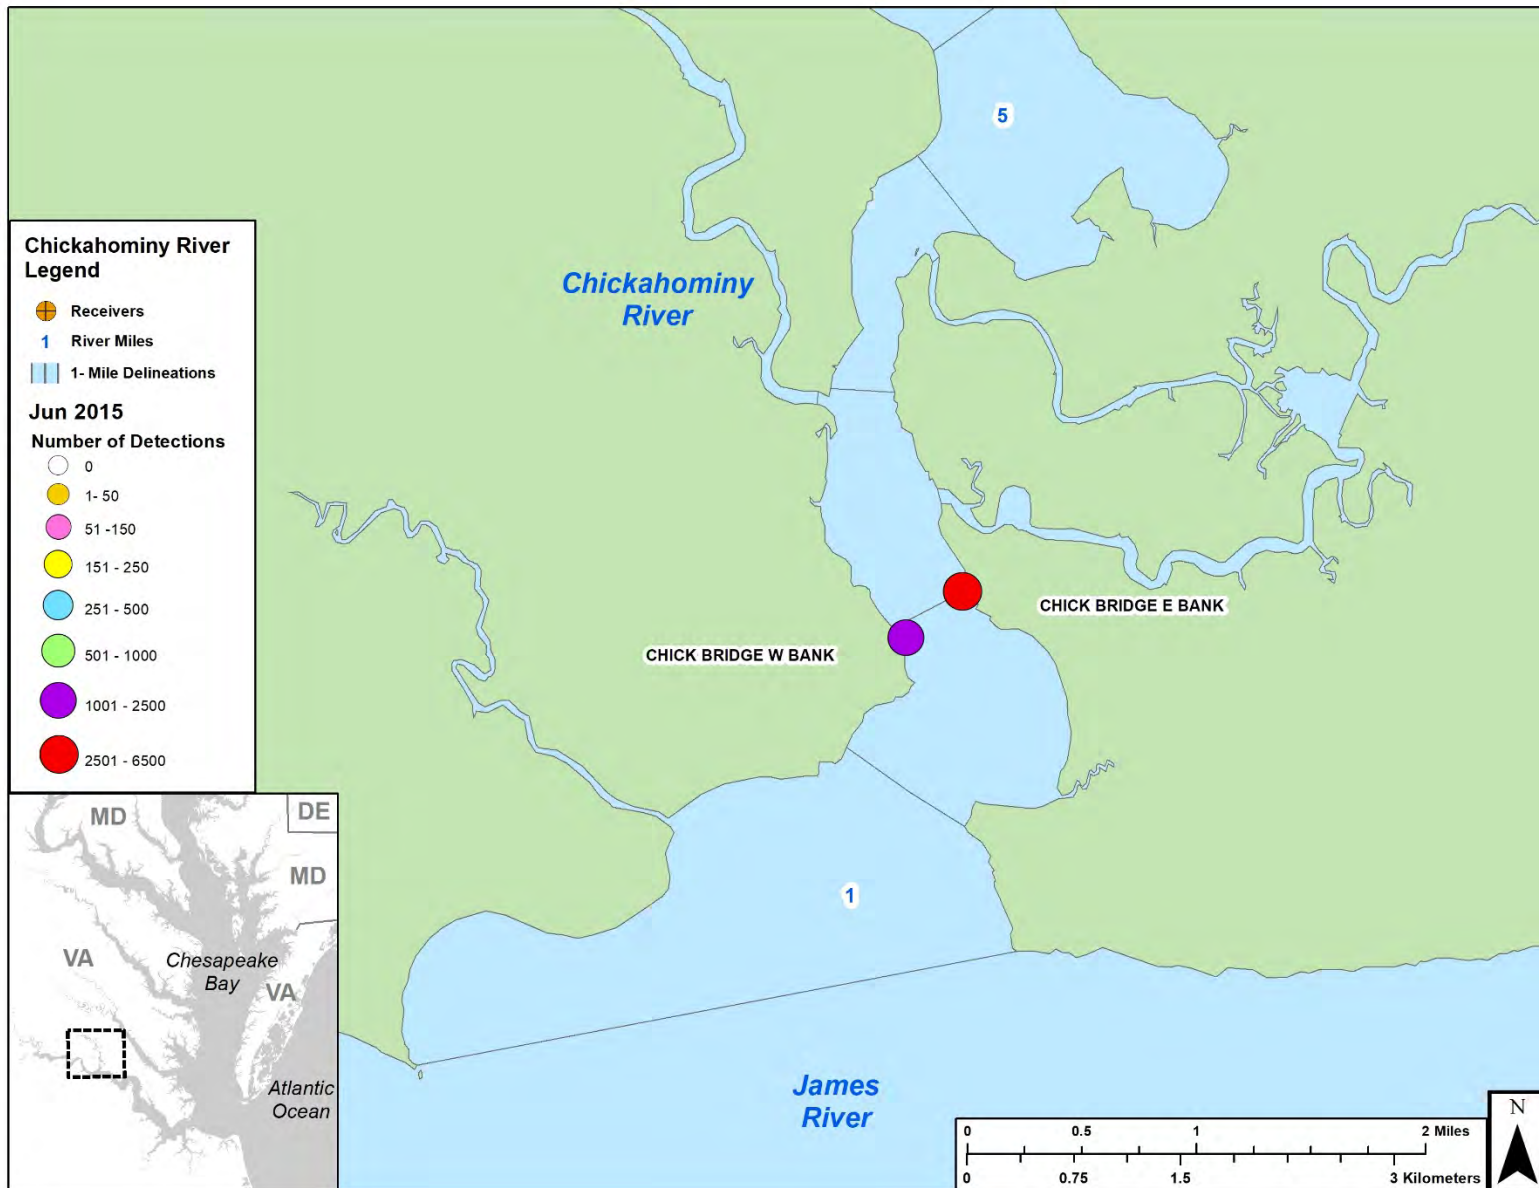 5
Chickahominy
River
Chickahominy River
Legend
Receivers
1 River Miles
1- Mile Delineations
Jun 2015
Number of Detections
0
1- 50
51 -150
151 - 250
251 - 500
501 - 1000
1001 - 2500
2501 - 6500
CHICK BRIDGE E BANK
CHICK BRIDGE W BANK
1
MD
DE
MD
VA
Chesapeake
Bay
VA
Atlantic
Ocean
James
River
0 0.5 1 2 Miles
0 0.75 1.5 3 Kilometers
N